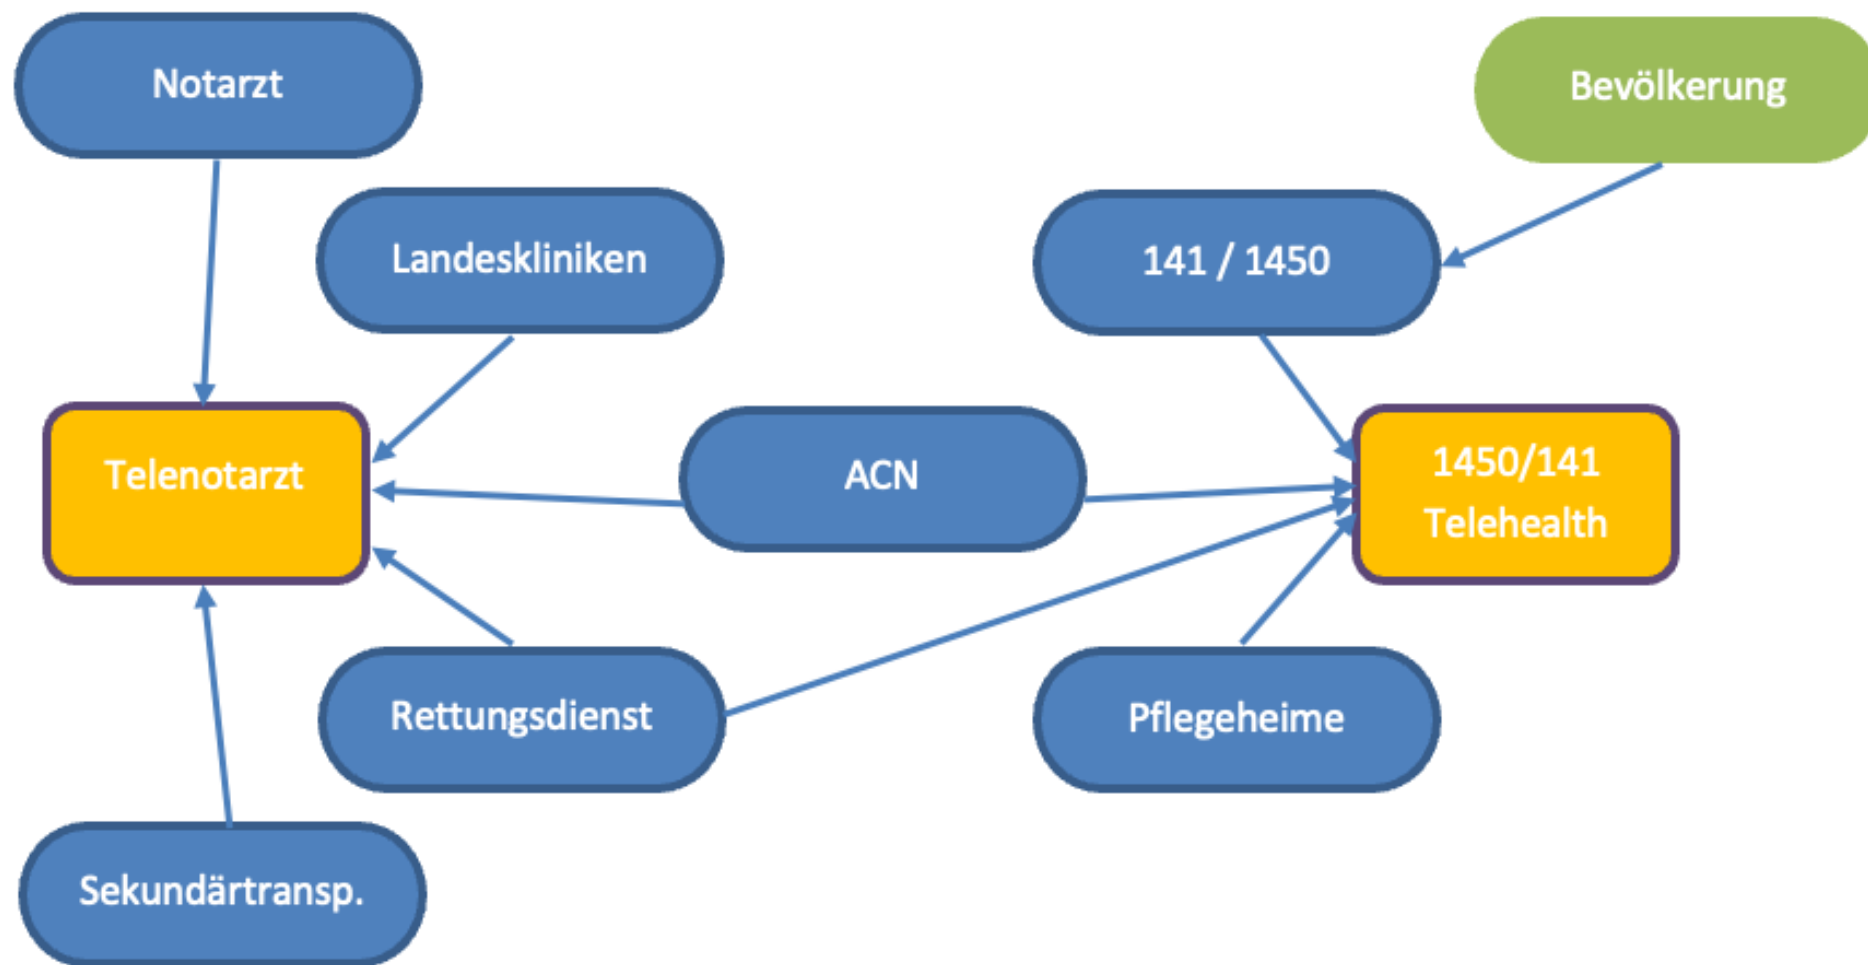 Notarzt
Bevölkerung
Landeskliniken
141 / 1450
Telenotarzt
ACN
1450/141
Telehealth
Rettungsdienst
Pflegeheime
Sekundärtransp.